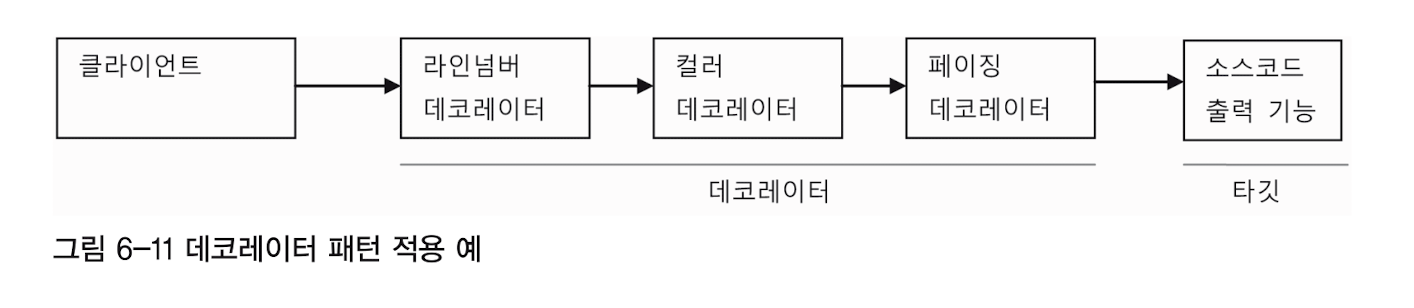 클라이언트
라인넘버
데코레이터
컬러
데코레이터
페이징
데코레이터
소스코드
출력 기능
데코레이터
타깃
그림 6-11 데코레이터 패턴 적용 예